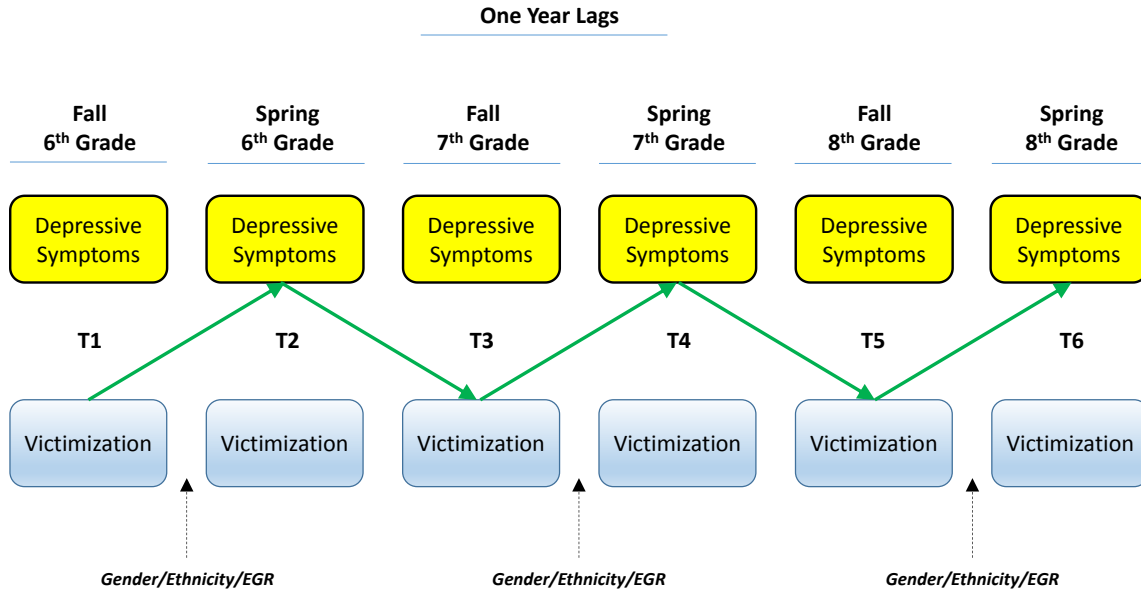 One Year Lags
Fall
6th Grade
Spring
6th Grade
Fall
7th Grade
Spring
7th Grade
Fall
8th Grade
Spring
8th Grade
Depressive
Symptoms
Depressive
Symptoms
Depressive
Symptoms
Depressive
Symptoms
Depressive
Symptoms
Depressive
Symptoms
T1
T2
T3
T4
T5
T6
Victimization
Victimization
Victimization
Victimization
Victimization
Victimization
Gender/Ethnicity/EGR
Gender/Ethnicity/EGR
Gender/Ethnicity/EGR